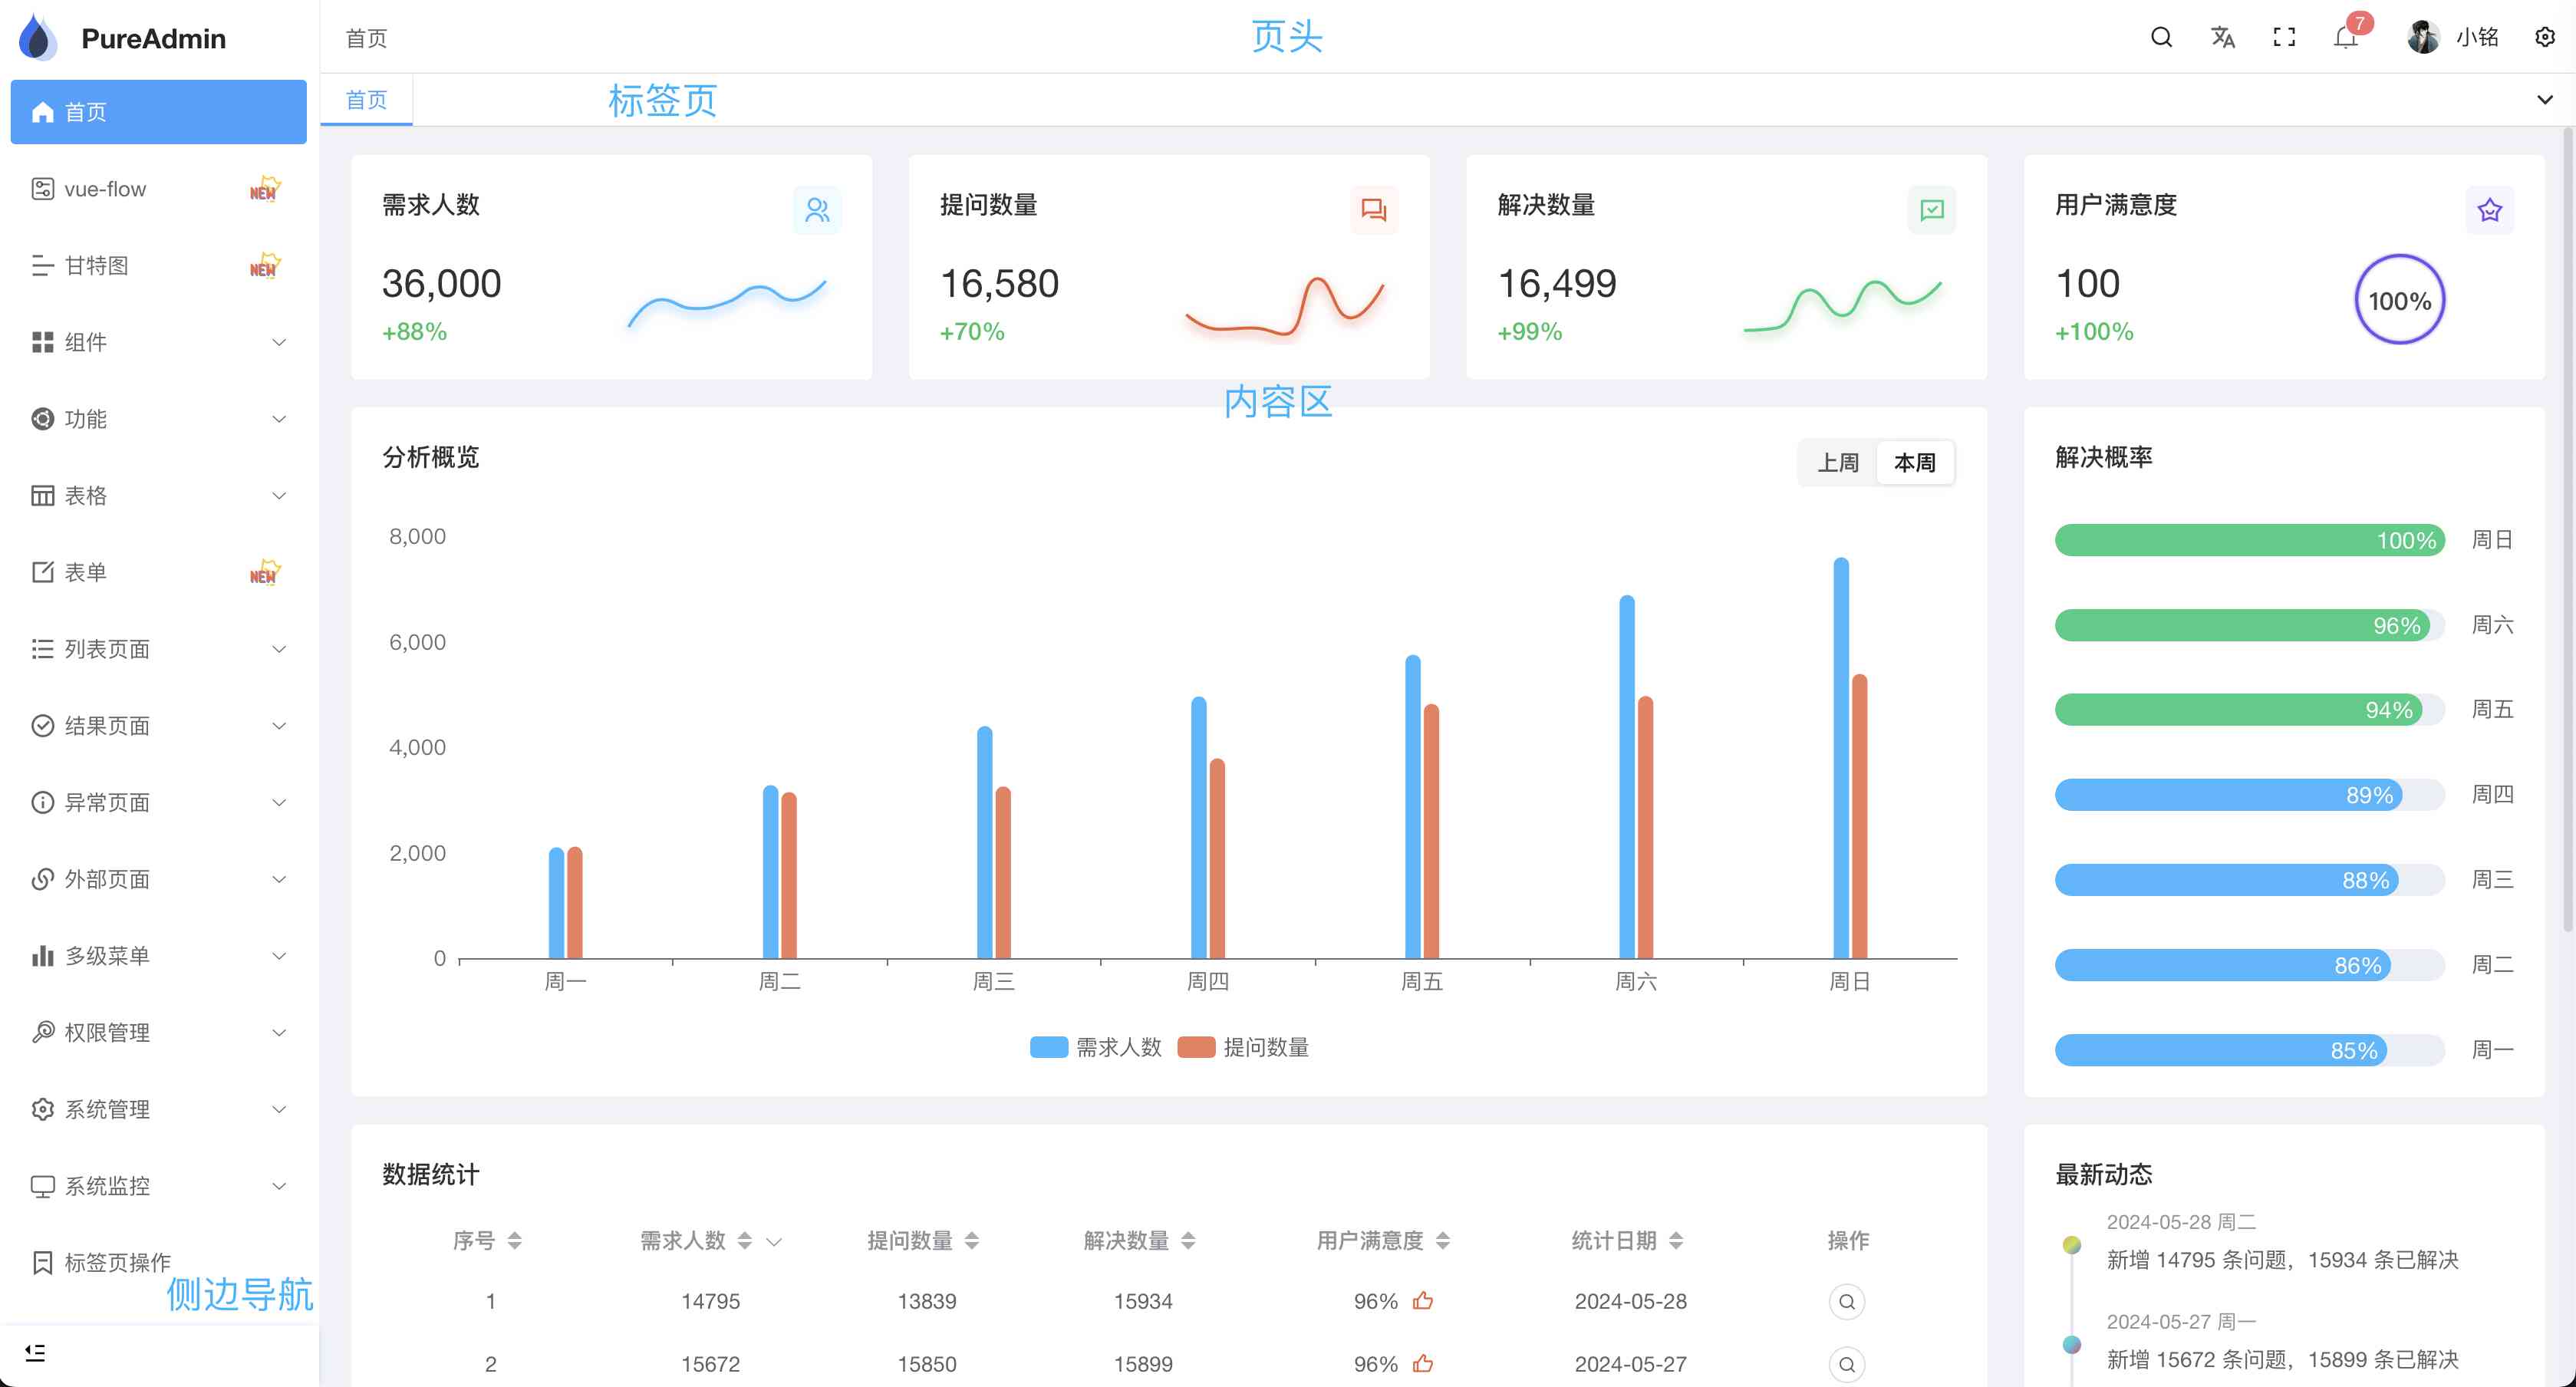 PureAdmin
首页
页头
7
小铭
首页
标签页
首页
vue-flow NEW
甘特图 NEW
组件
功能
表格
表单 NEW
列表页面
结果页面
异常页面
外部页面
多级菜单
权限管理
系统管理
系统监控
标签页操作
侧边导航
需求人数
36,000
+88%
提问数量
16,580
+70%
解决数量
16,499
+99%
用户满意度
100
+100%
100%
内容区
分析概览
上周 本周
8,000
6,000
4,000
2,000
0
周一 周二 周三 周四 周五 周六 周日
需求人数 提问数量
解决概率
100% 周日
96% 周六
94% 周五
89% 周四
88% 周三
86% 周二
85% 周一
数据统计
序号 需求人数 提问数量 解决数量 用户满意度 统计日期 操作
1 14795 13839 15934 96% 2024-05-28
2 15672 15850 15899 96% 2024-05-27
最新动态
2024-05-28 周二
新增 14795 条问题，15934 条已解决
2024-05-27 周一
新增 15672 条问题，15899 条已解决